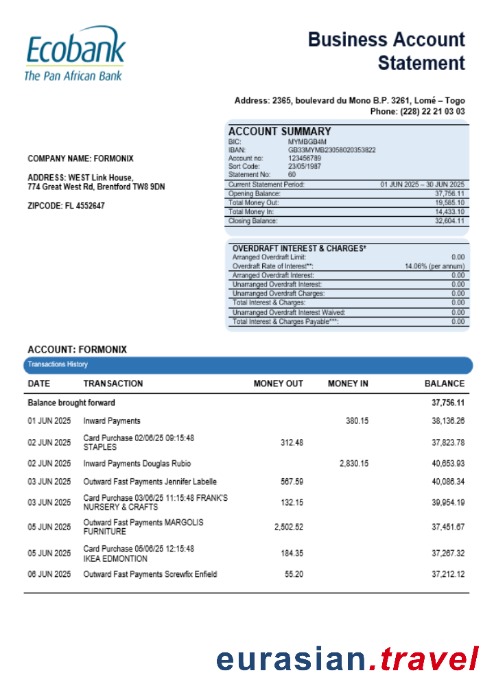 Ecobank
The Pan African Bank
Business Account
Statement
Address: 2365, boulevard du Mono B.P. 3261, Lomé – Togo
Phone: (228) 22 21 03 03
COMPANY NAME: FORMONIX
ADDRESS: WEST Link House,
774 Great West Rd, Brentford TW8 9DN
ZIPCODE: FL 4552647
ACCOUNT SUMMARY
BIC: MYMBGB4M
IBAN: GB33MYMB23058020353822
Account no: 123456789
Sort Code: 23/05/1987
Statement No: 60
Current Statement Period: 01 JUN 2025 – 30 JUN 2025
Opening Balance: 37,756.11
Total Money Out: 19,585.10
Total Money In: 14,433.10
Closing Balance: 32,604.11
OVERDRAFT INTEREST & CHARGES*
Arranged Overdraft Limit: 0.00
Overdraft Rate of Interest**: 14.06% (per annum)
Arranged Overdraft Interest: 0.00
Unarranged Overdraft Interest: 0.00
Unarranged Overdraft Charges: 0.00
Total Interest & Charges: 0.00
Unarranged Overdraft Interest Waived: 0.00
Total Interest & Charges Payable***: 0.00
ACCOUNT: FORMONIX
Transactions History
DATE TRANSACTION MONEY OUT MONEY IN BALANCE
Balance brought forward 37,756.11
01 JUN 2025 Inward Payments 380.15 38,136.26
02 JUN 2025 Card Purchase 02/06/25 09:15:48 STAPLES 312.48 37,823.78
02 JUN 2025 Inward Payments Douglas Rubio 2,830.15 40,653.93
03 JUN 2025 Outward Fast Payments Jennifer Labelle 567.59 40,086.34
03 JUN 2025 Card Purchase 03/06/25 11:15:48 FRANK'S NURSERY & CRAFTS 132.15 39,954.19
05 JUN 2025 Outward Fast Payments MARGOLIS FURNITURE 2,502.52 37,451.67
05 JUN 2025 Card Purchase 05/06/25 12:15:48 IKEA EDMONTION 184.35 37,267.32
06 JUN 2025 Outward Fast Payments Screwfix Enfield 55.20 37,212.12
eurasian.travel